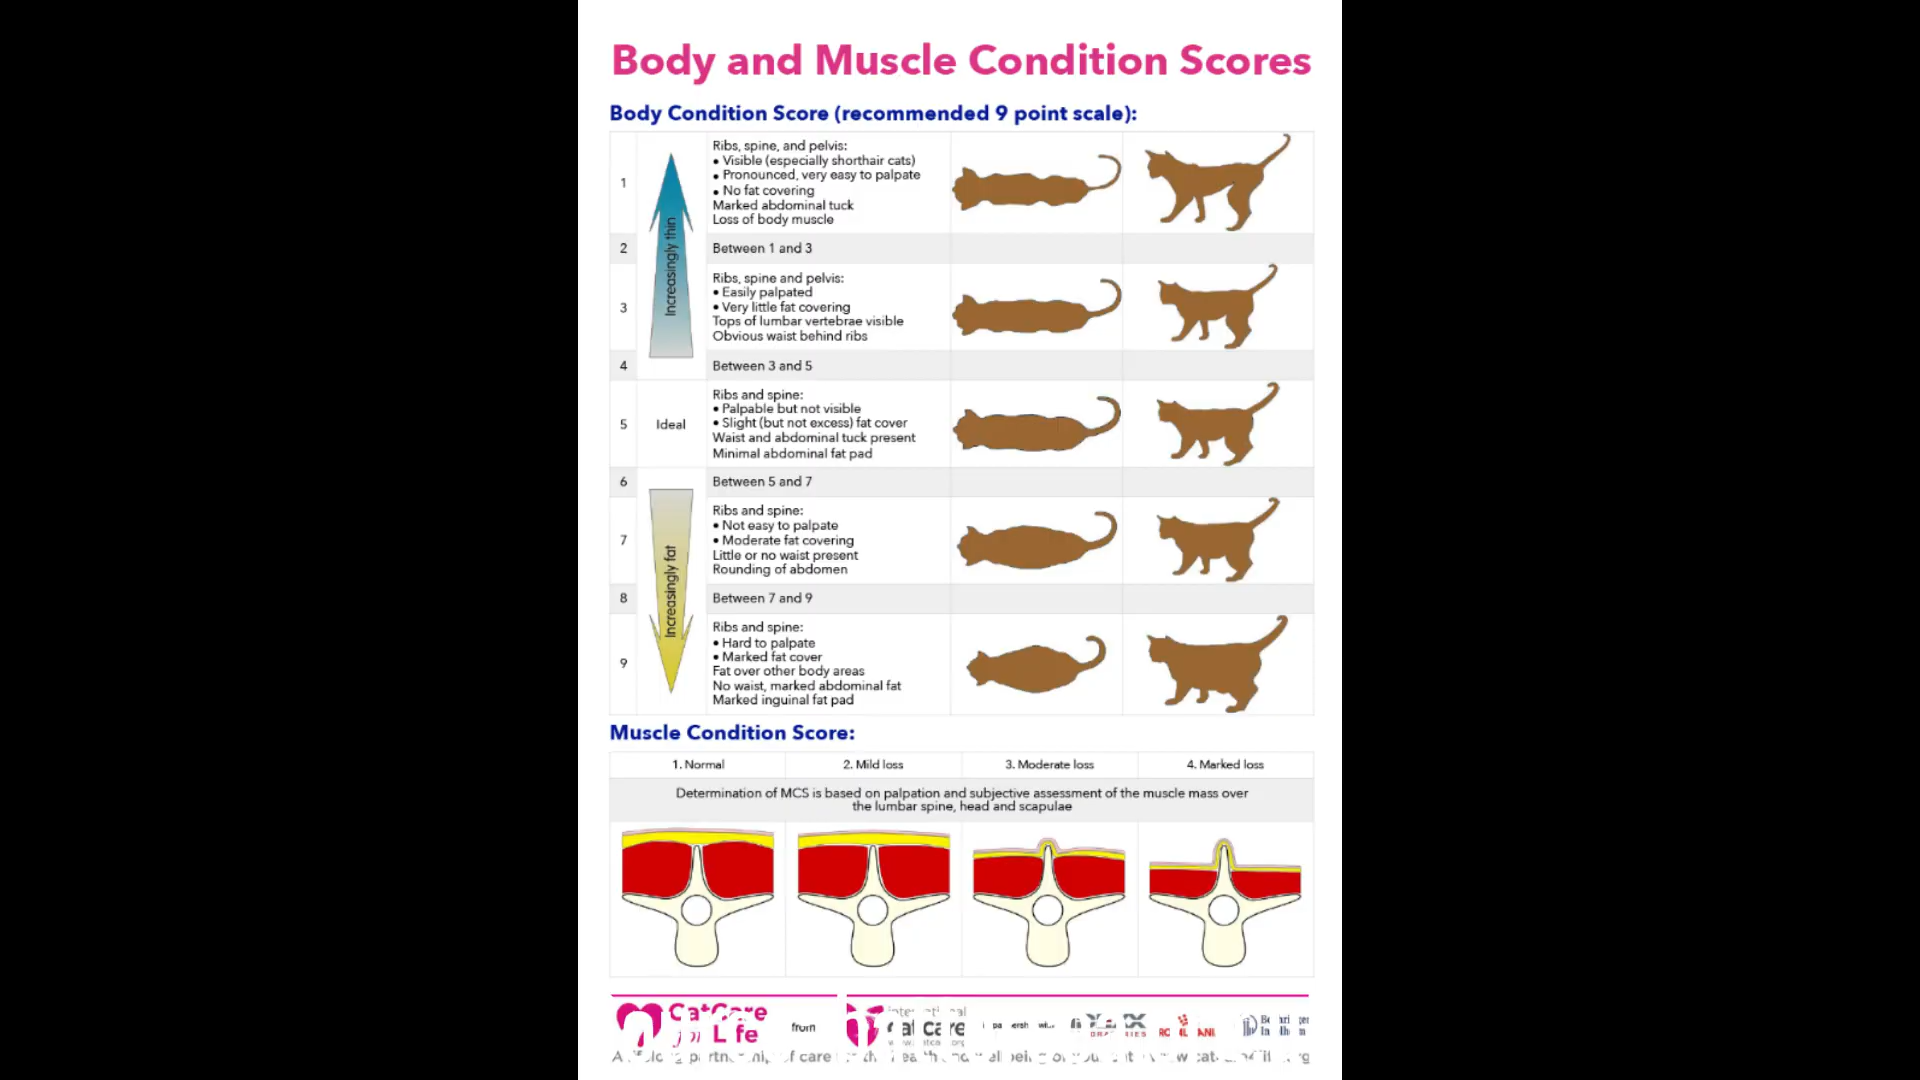 Body and Muscle Condition Scores
Body Condition Score (recommended 9 point scale):
1
Increasingly thin
Ribs, spine, and pelvis:
• Visible (especially shorthair cats)
• Pronounced, very easy to palpate
• No fat covering
Marked abdominal tuck
Loss of body muscle
2
Between 1 and 3
3
Ribs, spine and pelvis:
• Easily palpated
• Very little fat covering
Tops of lumbar vertebrae visible
Obvious waist behind ribs
4
Between 3 and 5
5
Ideal
Ribs and spine:
• Palpable but not visible
• Slight (but not excess) fat cover
Waist and abdominal tuck present
Minimal abdominal fat pad
6
Between 5 and 7
7
Increasingly fat
Ribs and spine:
• Not easy to palpate
• Moderate fat covering
Little or no waist present
Rounding of abdomen
8
Between 7 and 9
9
Ribs and spine:
• Hard to palpate
• Marked fat cover
Fat over other body areas
No waist, marked abdominal fat
Marked inguinal fat pad
Muscle Condition Score:
1. Normal
2. Mild loss
3. Moderate loss
4. Marked loss
Determination of MCS is based on palpation and subjective assessment of the muscle mass over
the lumbar spine, head and scapulae
CatCare
for Life
from
international
cat care
of care